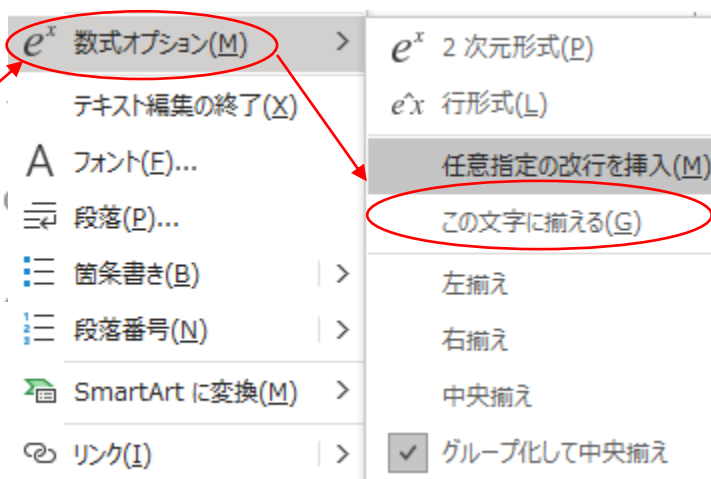 数式オプション(M)
テキスト編集の終了(X)
フォント(F)...
段落(P)...
箇条書き(B)
段落番号(N)
SmartArt に変換(M)
リンク(I)
2 次元形式(P)
行形式(L)
任意指定の改行を挿入(M)
この文字に揃える(G)
左揃え
右揃え
中央揃え
グループ化して中央揃え